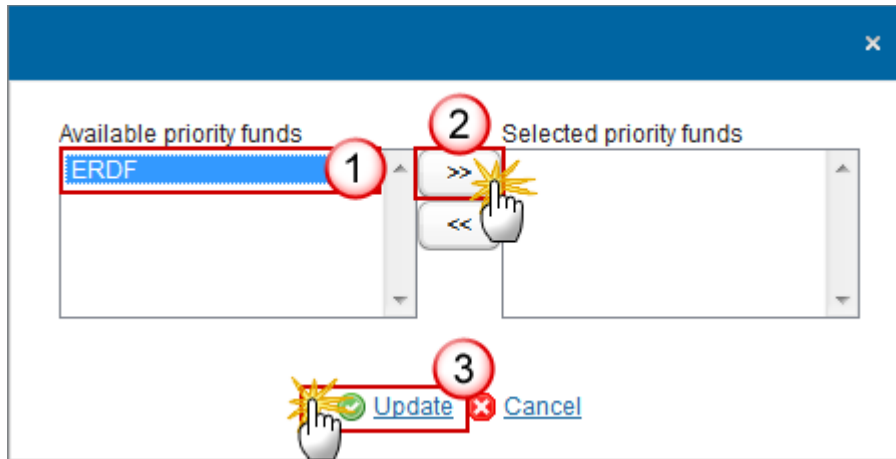 ×
Available priority funds
2
Selected priority funds
ERDF
1
>>
<<
3
Update
Cancel